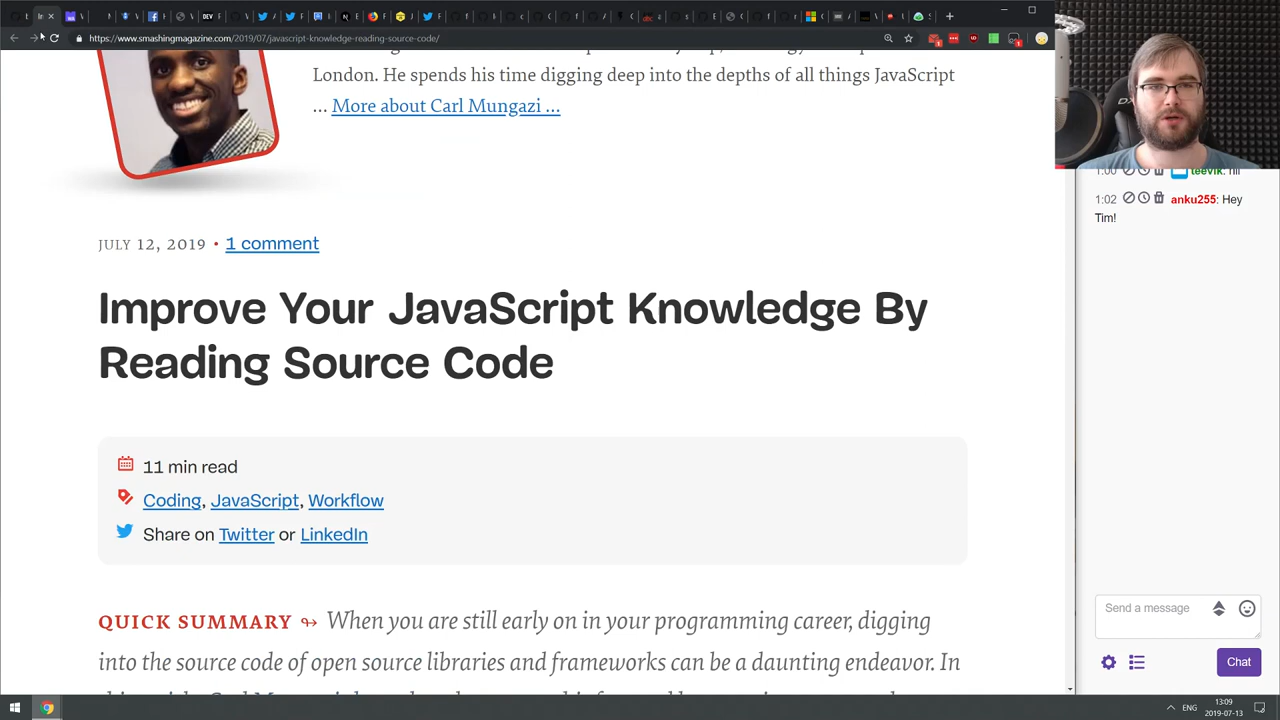 https://www.smashingmagazine.com/2019/07/javascript-knowledge-reading-source-code/
London. He spends his time digging deep into the depths of all things JavaScript
... More about Carl Mungazi ...
JULY 12, 2019 • 1 comment
Improve Your JavaScript Knowledge By
Reading Source Code
11 min read
Coding, JavaScript, Workflow
Share on Twitter or LinkedIn
QUICK SUMMARY ↬ When you are still early on in your programming career, digging
into the source code of open source libraries and frameworks can be a daunting endeavor. In
1:00 teevik: hi!
1:02 anku255: Hey
Tim!
Send a message
Chat
ENG
13:09
2019-07-13